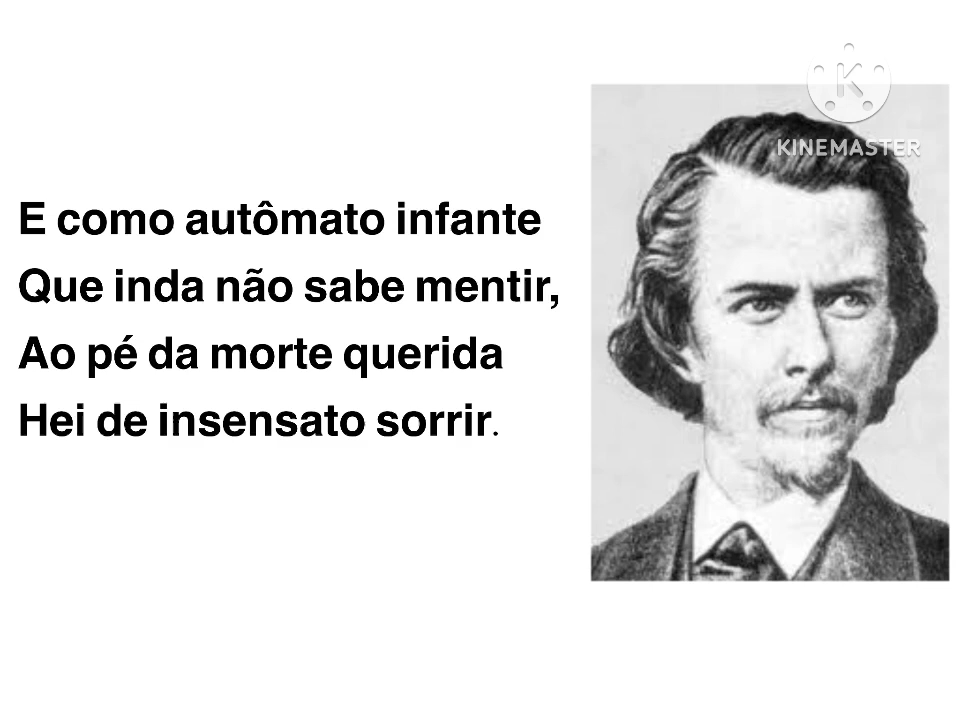 E como autômato infante
Que inda não sabe mentir,
Ao pé da morte querida
Hei de insensato sorrir.
K
KINEMASTER